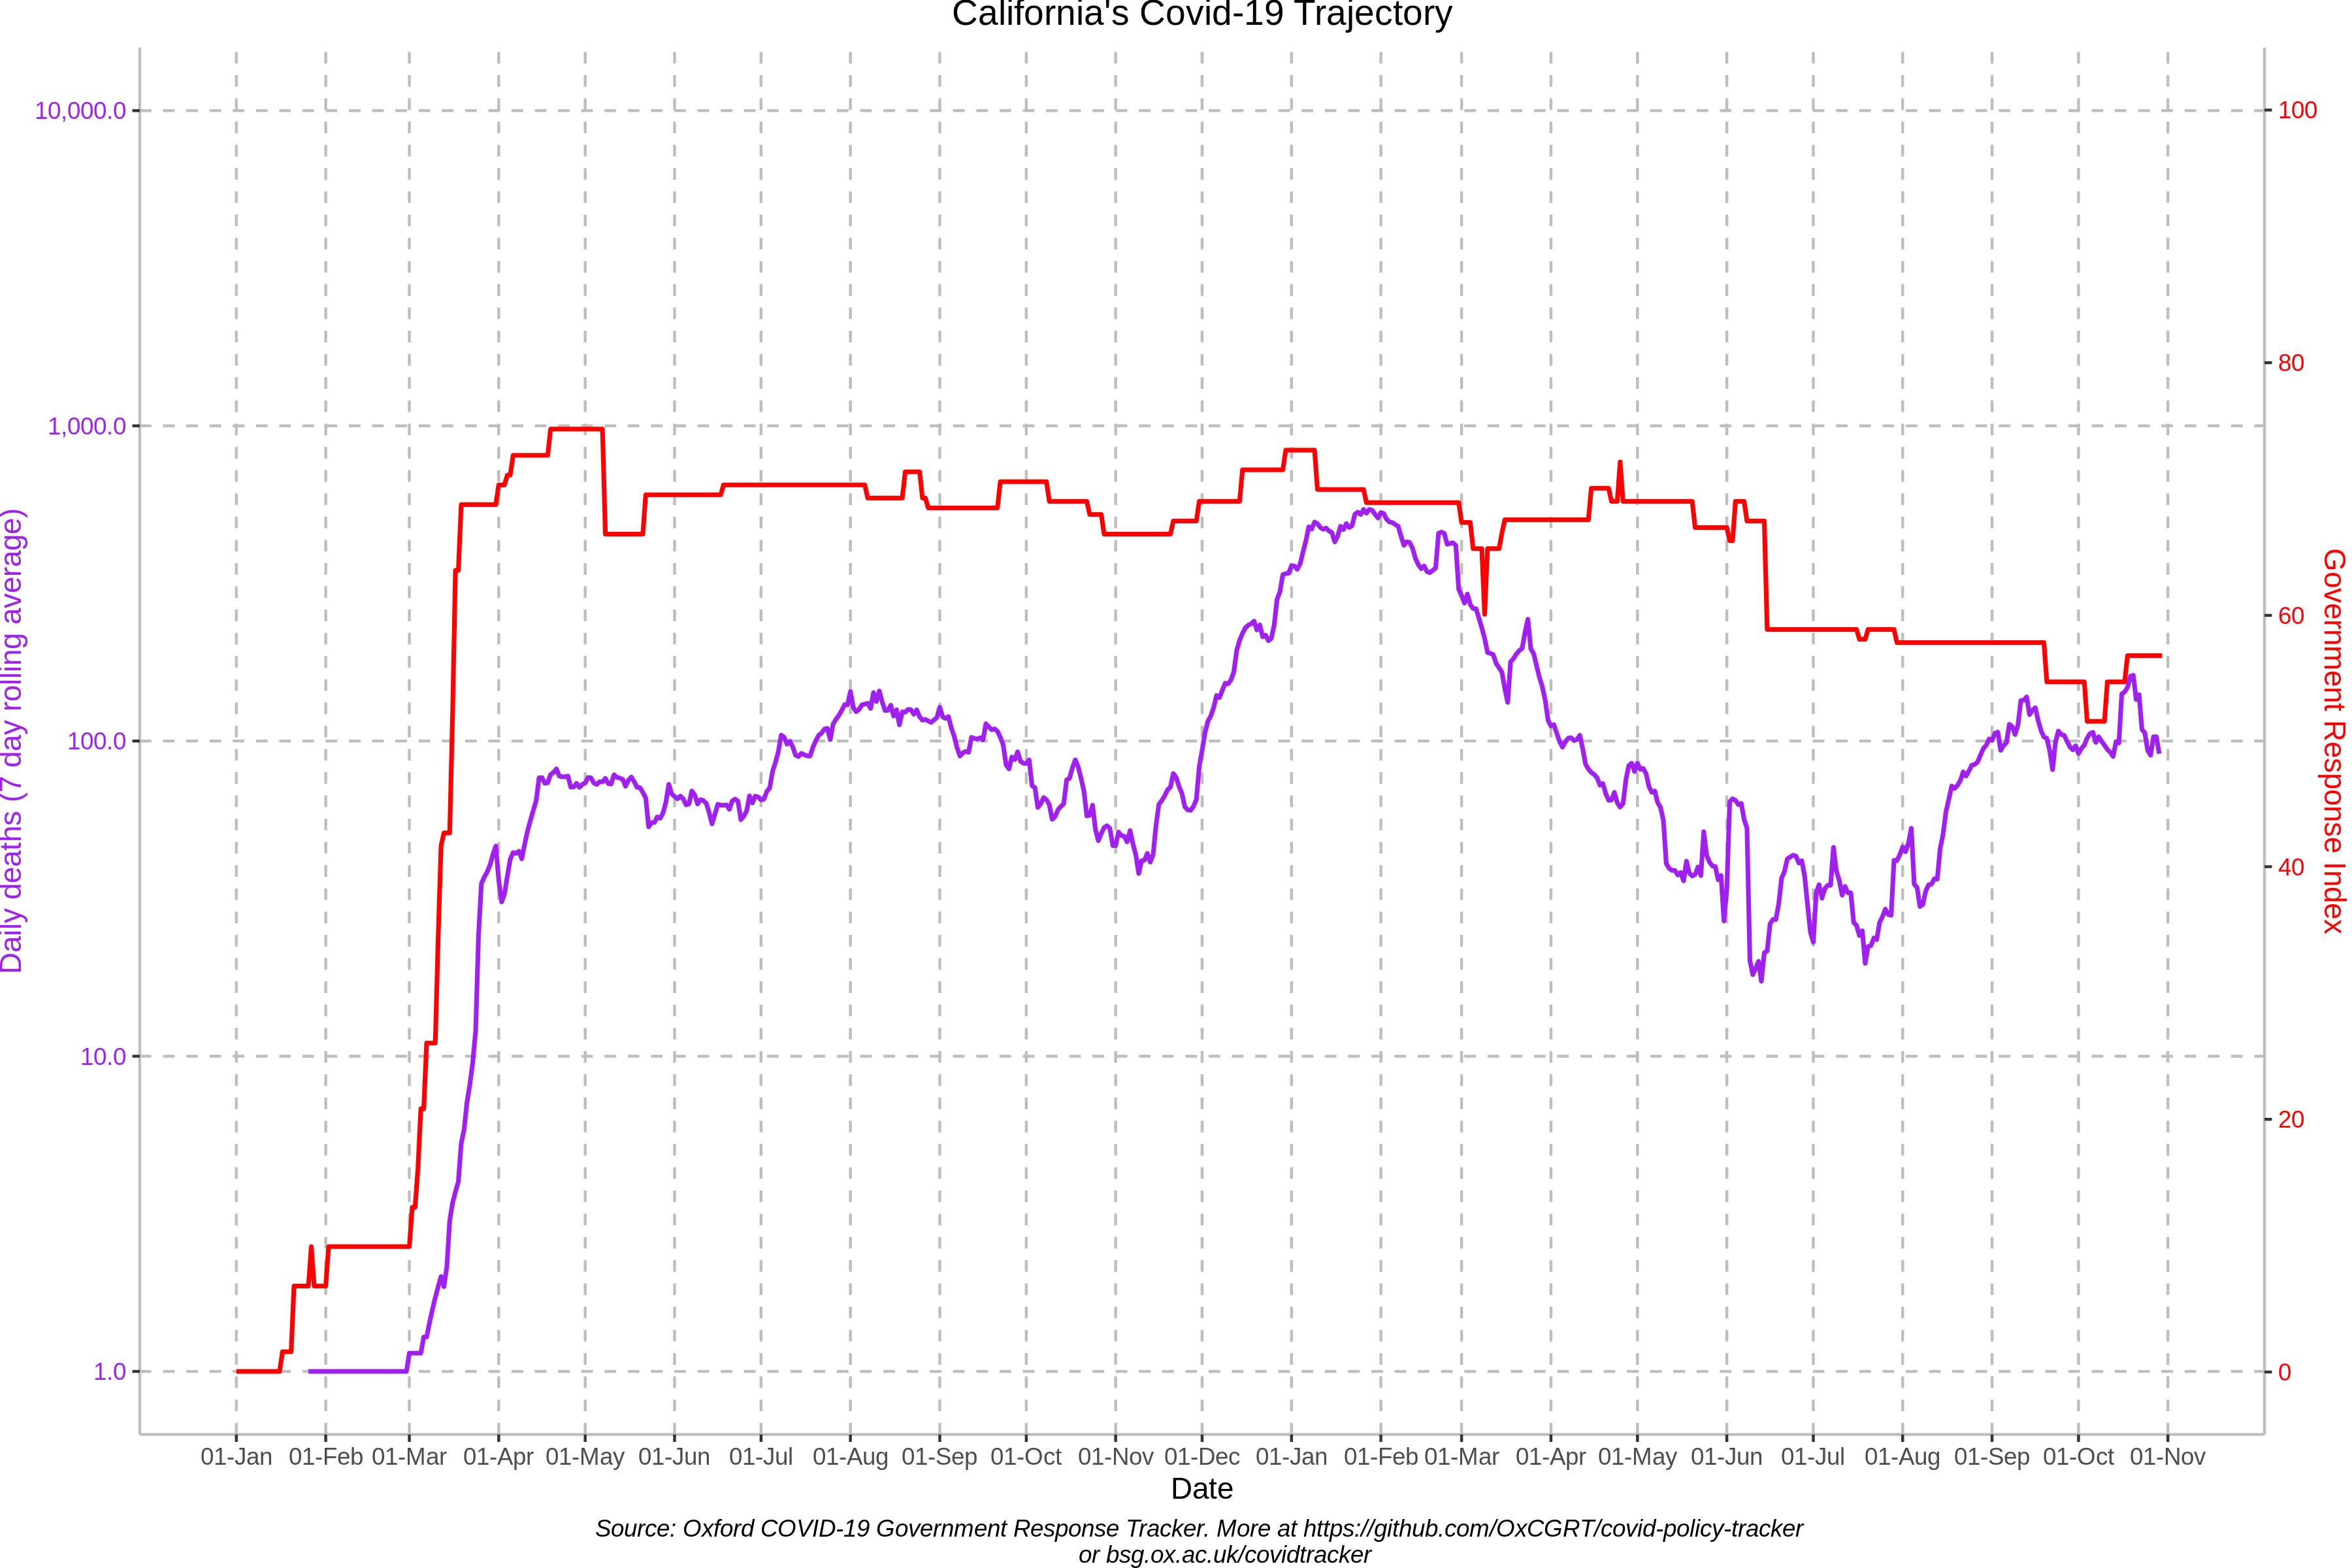 California's Covid-19 Trajectory
10,000.0
1,000.0
100.0
10.0
1.0
Daily deaths (7 day rolling average)
100
80
60
40
20
0
Government Response Index
01-Jan 01-Feb 01-Mar 01-Apr 01-May 01-Jun 01-Jul 01-Aug 01-Sep 01-Oct 01-Nov 01-Dec 01-Jan 01-Feb 01-Mar 01-Apr 01-May 01-Jun 01-Jul 01-Aug 01-Sep 01-Oct 01-Nov
Date
Source: Oxford COVID-19 Government Response Tracker. More at https://github.com/OxCGRT/covid-policy-tracker
or bsg.ox.ac.uk/covidtracker